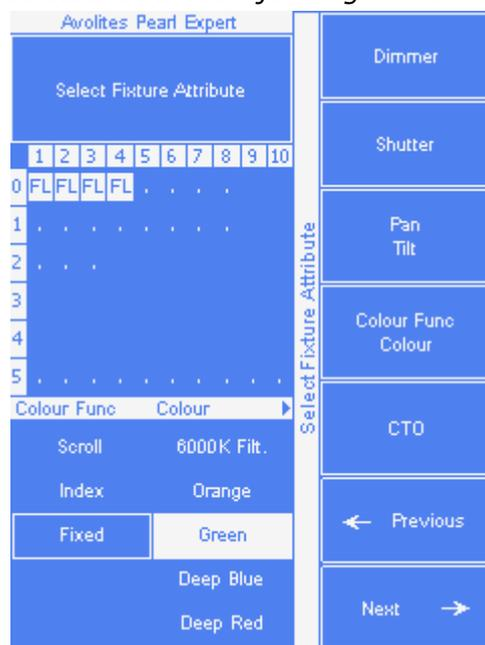 Avolites Pearl Expert
Select Fixture Attribute
1 2 3 4 5 6 7 8 9 10
0 FL FL FL FL . . . .
1 . . . . . . . .
2 . . .
3
4
5 . . . . . . . . . .
Colour Func Colour
Scroll 6000K Filt.
Index Orange
Fixed Green
Deep Blue
Deep Red
Select Fixture Attribute
Dimmer
Shutter
Pan
Tilt
Colour Func
Colour
CTO
← Previous
Next →